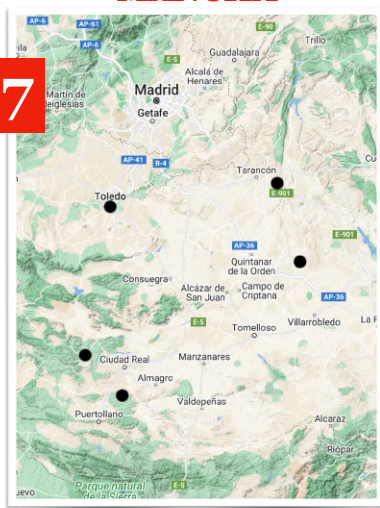 7
AP-6
AP-61
E-90
AP-6
Trillo
E-5
Guadalajara
Alcalá de
Henares
Martín de
Madrid
Getafe
AP-41
R-4
Tarancón
Toledo
E-901
E-901
AP-36
Quintanar
de la Orden
Consuegra
Alcázar de
San Juan
Campo de
Criptana
AP-36
E-5
Tomelloso
Villarrobledo
Ciudad Real
Manzanares
Almagro
Valdepeñas
Puertollano
Alcaraz
Riópar
Parque natural
de la Sierra
E-5